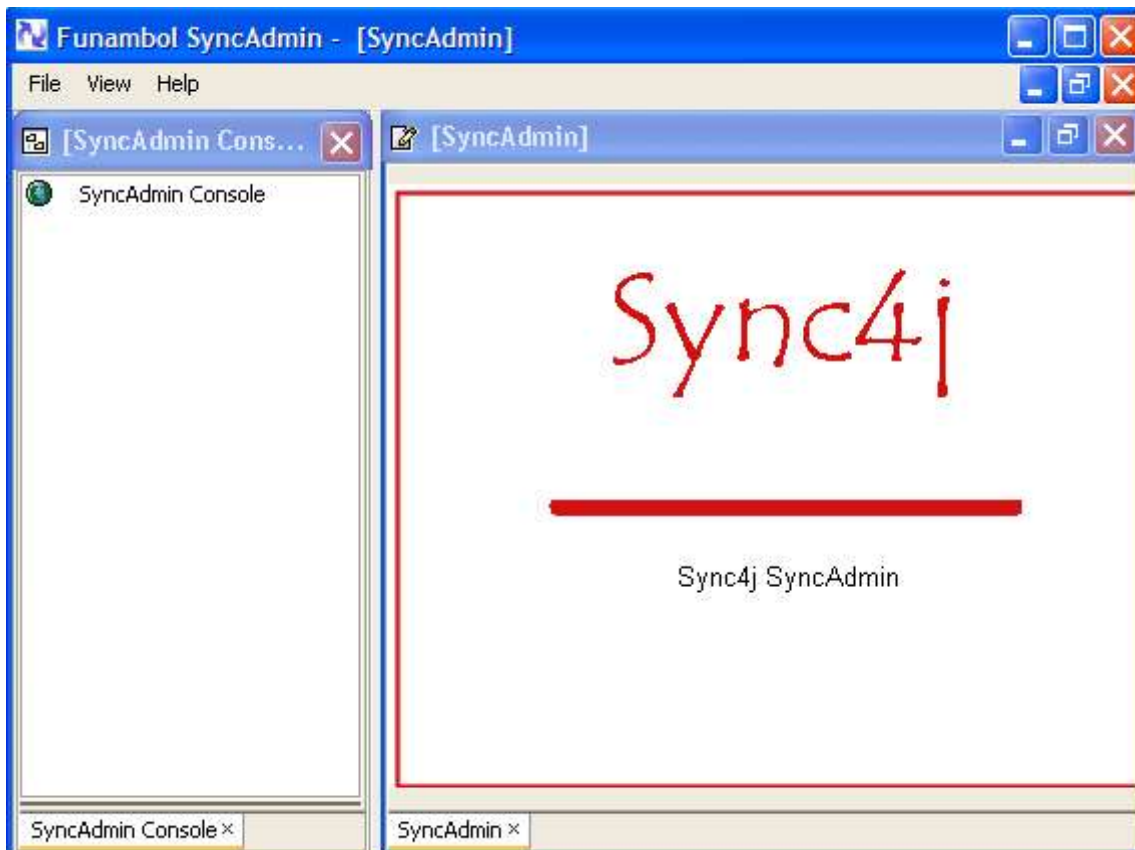 Funambol SyncAdmin - [SyncAdmin]
File View Help
[SyncAdmin Cons...
[SyncAdmin]
SyncAdmin Console
Sync4j
Sync4j SyncAdmin
SyncAdmin Console
SyncAdmin